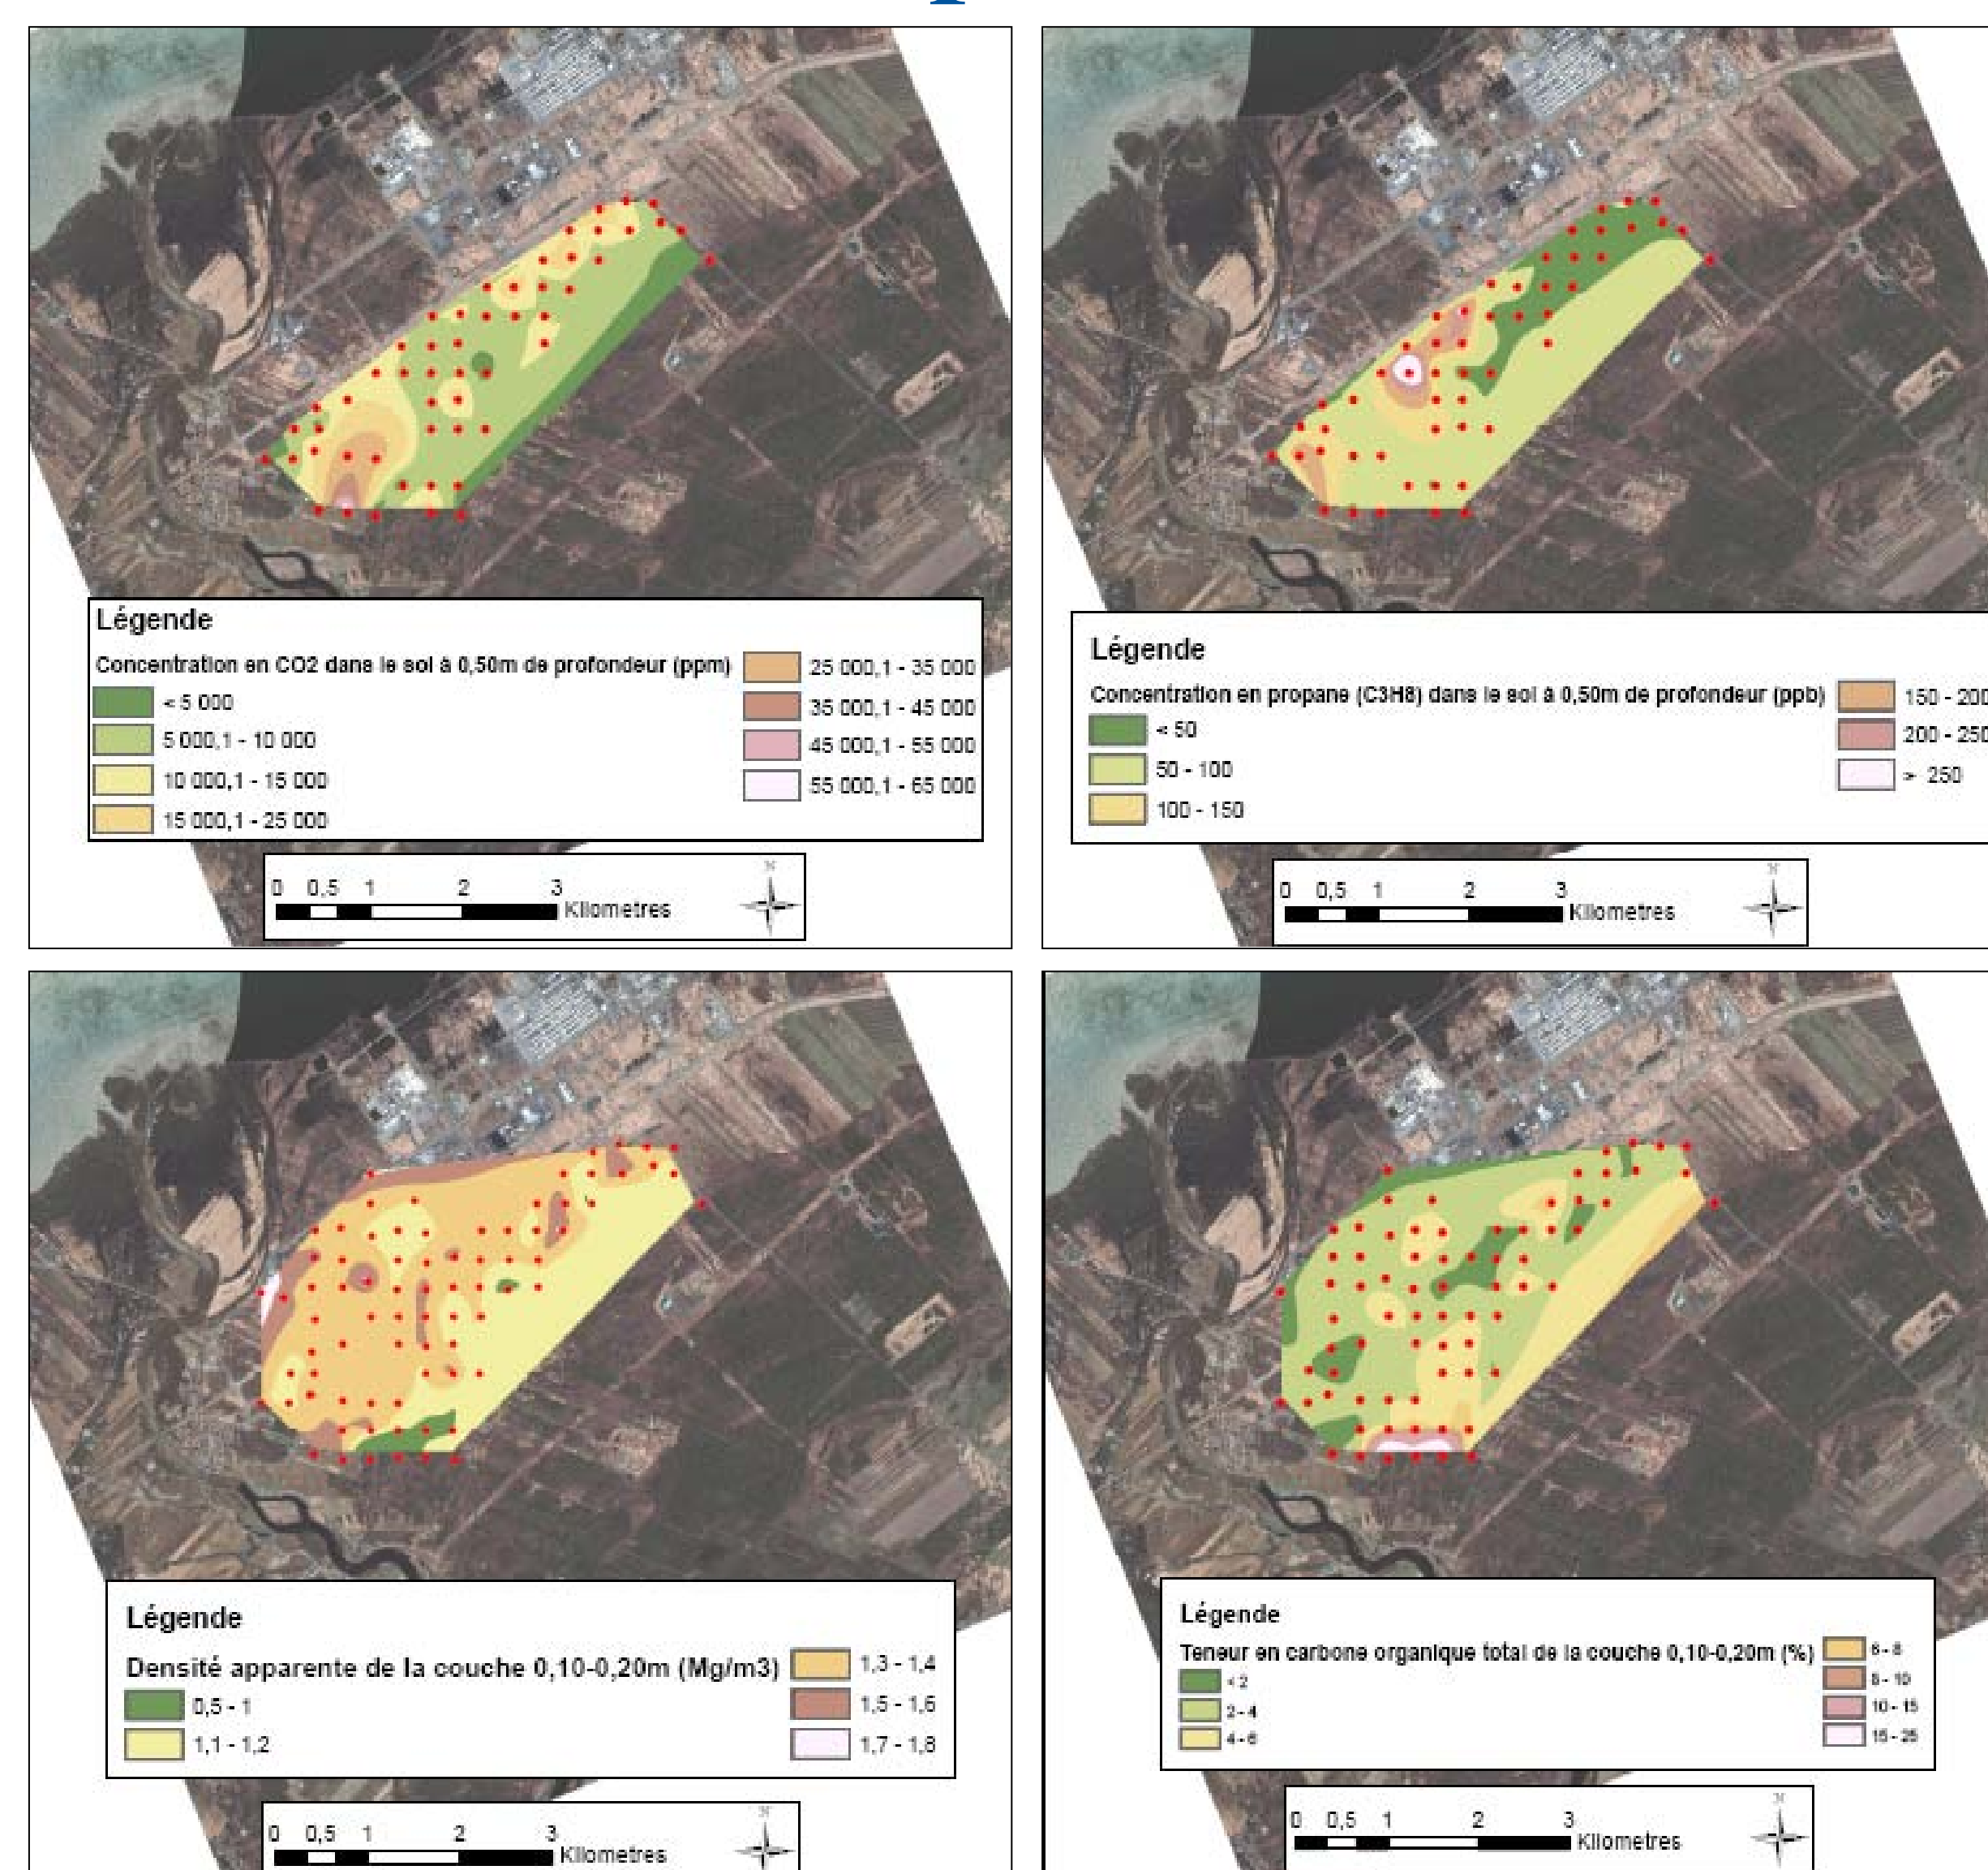 Légende
Concentration en CO2 dans le sol à 0,50m de profondeur (ppm)
< 5 000
5 000,1 - 10 000
10 000,1 - 15 000
15 000,1 - 25 000
25 000,1 - 35 000
35 000,1 - 45 000
45 000,1 - 55 000
55 000,1 - 65 000
0 0,5 1 2 3
Kilometres
N
Légende
Concentration en propane (C3H8) dans le sol à 0,50m de profondeur (ppb)
< 50
50 - 100
100 - 150
150 - 200
200 - 250
> 250
0 0,5 1 2 3
Kilometres
N
Légende
Densité apparente de la couche 0,10-0,20m (Mg/m3)
0,5 - 1
1,1 - 1,2
1,3 - 1,4
1,5 - 1,6
1,7 - 1,8
0 0,5 1 2 3
Kilometres
N
Légende
Teneur en carbone organique total de la couche 0,10-0,20m (%)
< 2
2 - 4
4 - 6
6 - 8
8 - 10
10 - 15
15 - 25
0 0,5 1 2 3
Kilometres
N